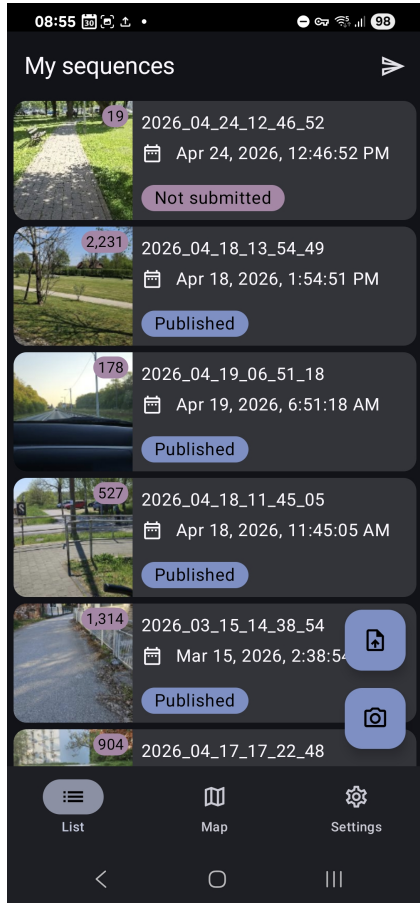 08:55 30
98
My sequences
19
2026_04_24_12_46_52
Apr 24, 2026, 12:46:52 PM
Not submitted
2,231
2026_04_18_13_54_49
Apr 18, 2026, 1:54:51 PM
Published
178
2026_04_19_06_51_18
Apr 19, 2026, 6:51:18 AM
Published
527
2026_04_18_11_45_05
Apr 18, 2026, 11:45:05 AM
Published
1,314
2026_03_15_14_38_54
Mar 15, 2026, 2:38:54
Published
904
2026_04_17_17_22_48
List
Map
Settings